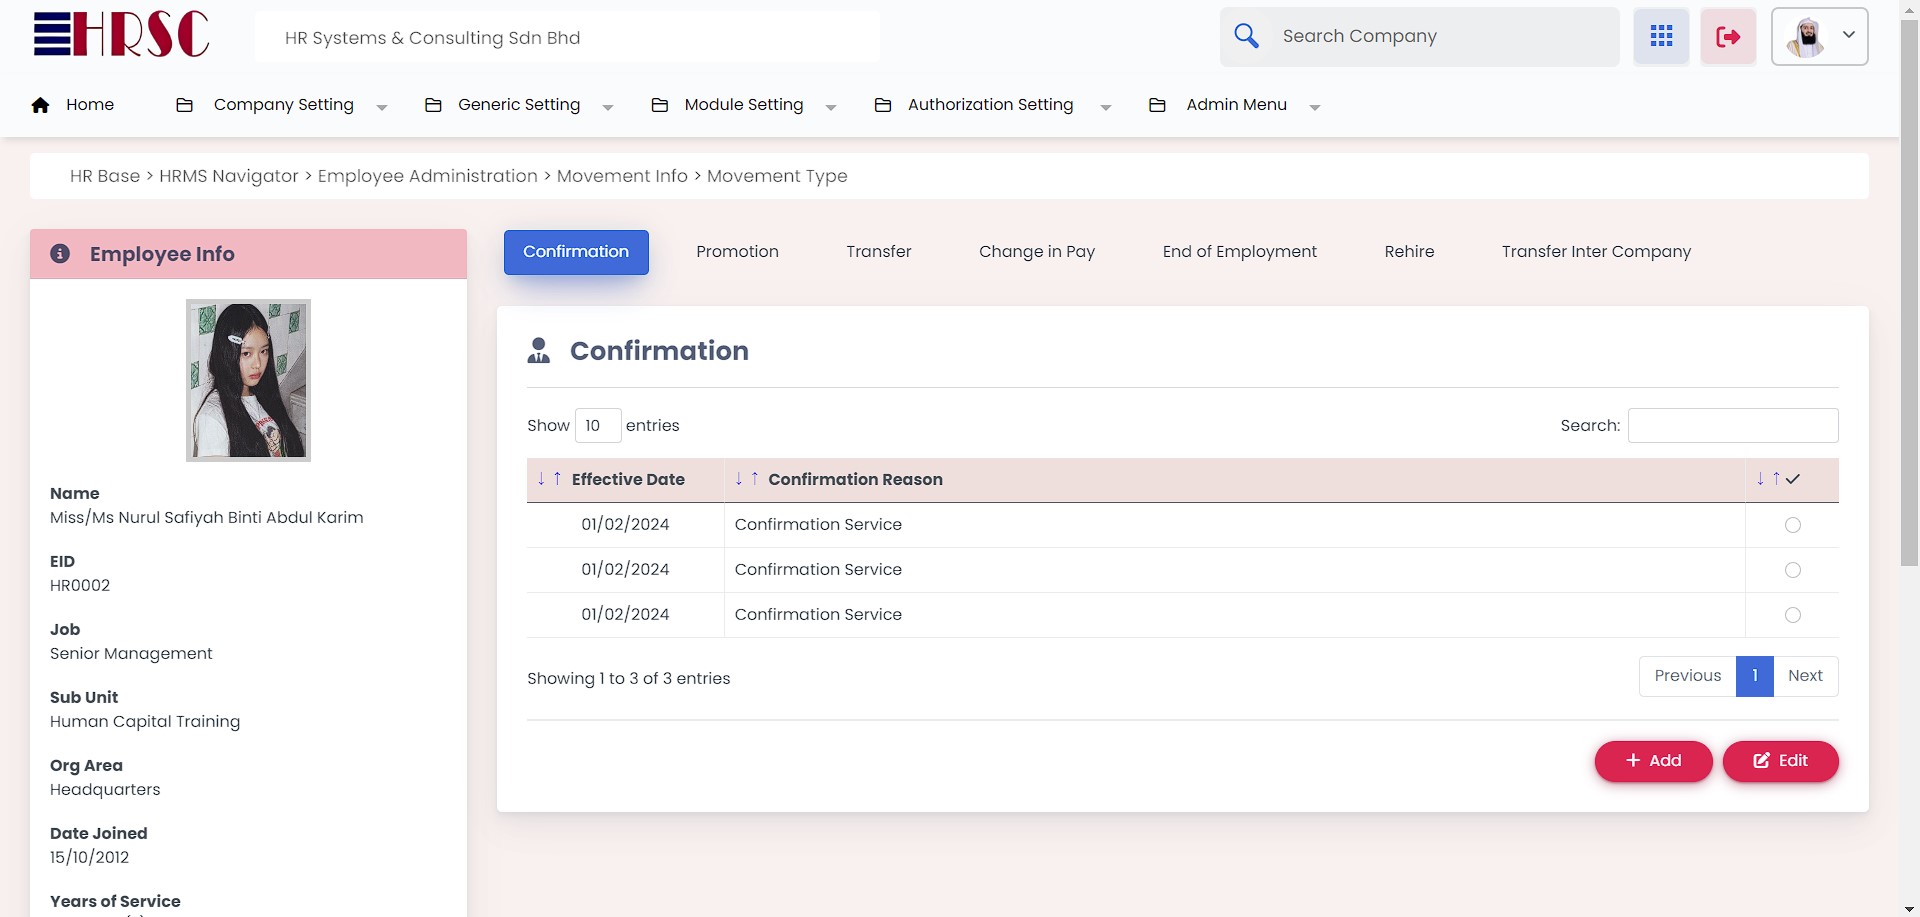 HRSC
HR Systems & Consulting Sdn Bhd
Search Company
Home
Company Setting
Generic Setting
Module Setting
Authorization Setting
Admin Menu
HR Base > HRMS Navigator > Employee Administration > Movement Info > Movement Type
Employee Info
Name
Miss/Ms Nurul Safiyah Binti Abdul Karim
EID
HR0002
Job
Senior Management
Sub Unit
Human Capital Training
Org Area
Headquarters
Date Joined
15/10/2012
Years of Service
Confirmation
Promotion
Transfer
Change in Pay
End of Employment
Rehire
Transfer Inter Company
Confirmation
Show 10 entries
Search:
↓ ↑ Effective Date
↓ ↑ Confirmation Reason
↓ ↑ ✓
01/02/2024 Confirmation Service
01/02/2024 Confirmation Service
01/02/2024 Confirmation Service
Showing 1 to 3 of 3 entries
Previous 1 Next
+ Add
Edit